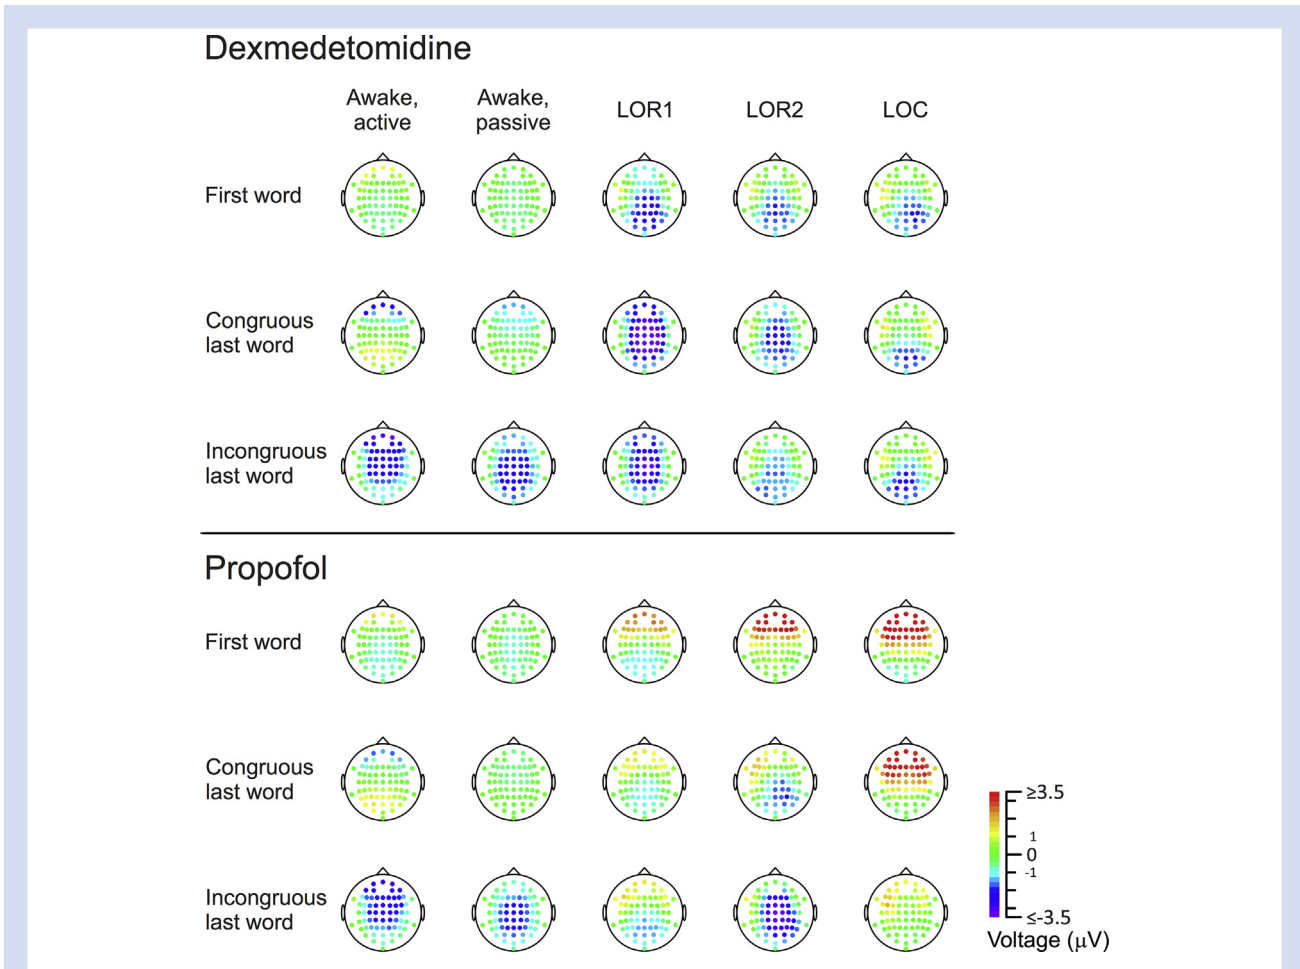 Dexmedetomidine
Awake,
active
Awake,
passive
LOR1
LOR2
LOC
First word
Congruous
last word
Incongruous
last word
Propofol
First word
Congruous
last word
Incongruous
last word
≥3.5
1
0
-1
≤-3.5
Voltage (μV)